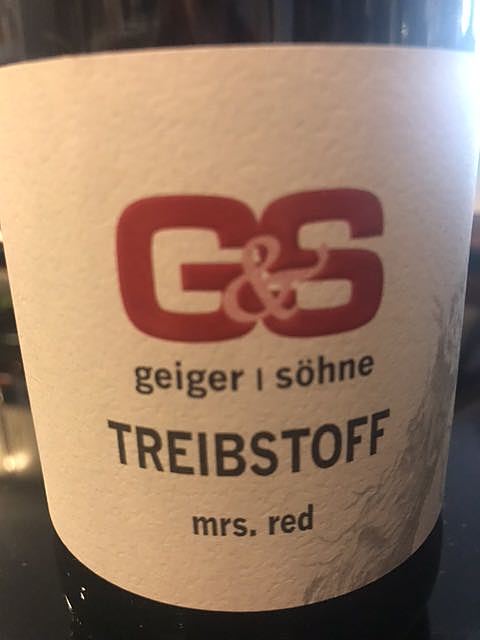 G&S
geiger | söhne
TREIBSTOFF
mrs. red